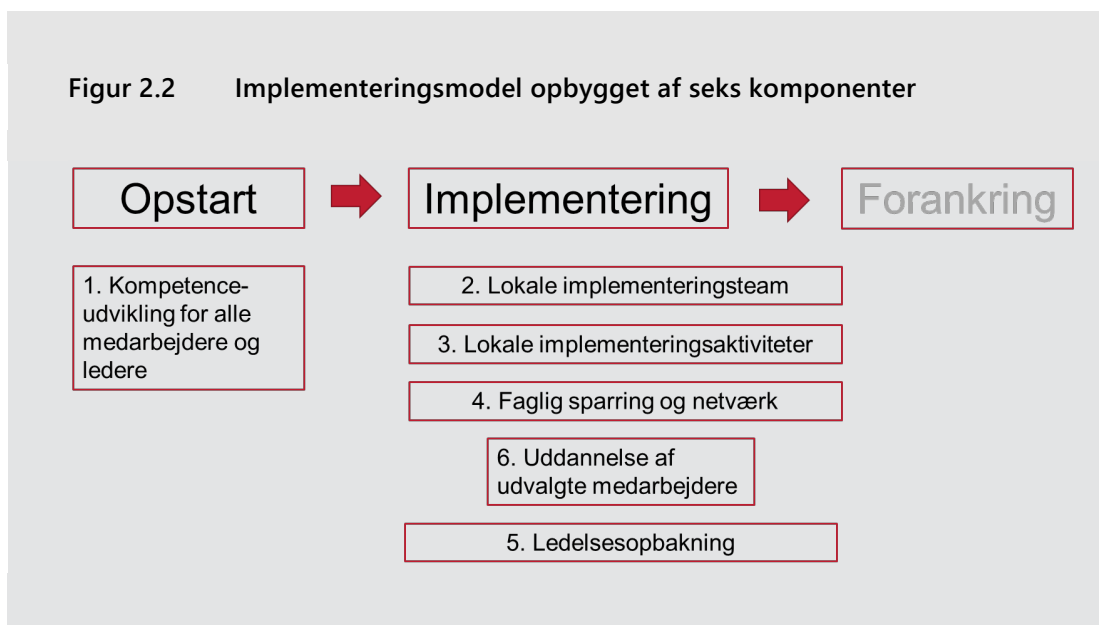 Figur 2.2 Implementeringsmodel opbygget af seks komponenter
Opstart
Implementering
Forankring
1. Kompetence-
udvikling for alle
medarbejdere og
ledere
2. Lokale implementeringsteam
3. Lokale implementeringsaktiviteter
4. Faglig sparring og netværk
6. Uddannelse af
udvalgte medarbejdere
5. Ledelsesopbakning